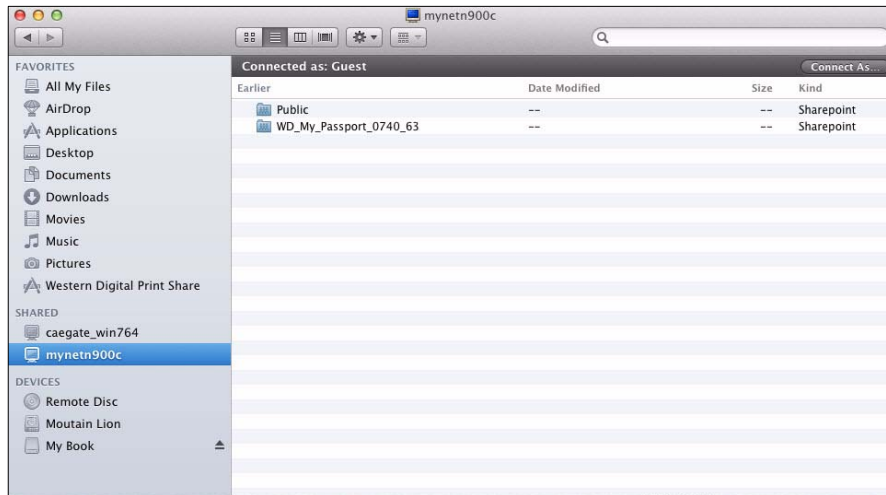 mynetn900c
FAVORITES
All My Files
AirDrop
Applications
Desktop
Documents
Downloads
Movies
Music
Pictures
Western Digital Print Share
SHARED
caegate_win764
mynetn900c
DEVICES
Remote Disc
Moutain Lion
My Book
Connected as: Guest Connect As...
Earlier Date Modified Size Kind
Public -- -- Sharepoint
WD_My_Passport_0740_63 -- -- Sharepoint